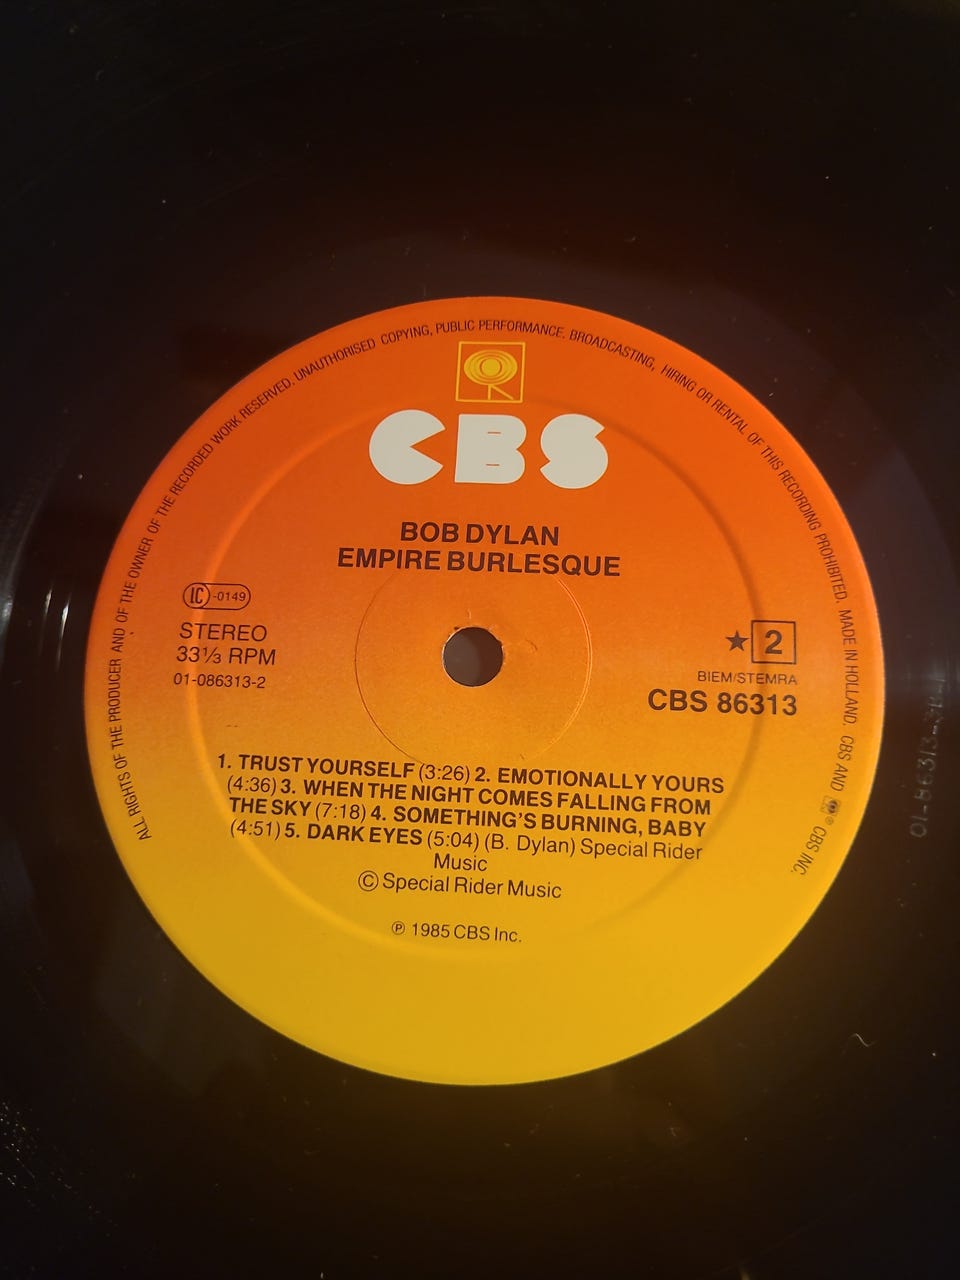 ALL RIGHTS OF THE PRODUCER AND OF THE OWNER OF THE RECORDED WORK RESERVED. UNAUTHORISED COPYING, PUBLIC PERFORMANCE. BROADCASTING, HIRING OR RENTAL OF THIS RECORDING PROHIBITED. MADE IN HOLLAND. CBS AND ® CBS INC.
CBS
BOB DYLAN
EMPIRE BURLESQUE
IC -0149
STEREO
33⅓ RPM
01-086313-2
★ 2
BIEM/STEMRA
CBS 86313
1. TRUST YOURSELF (3:26) 2. EMOTIONALLY YOURS
(4:36) 3. WHEN THE NIGHT COMES FALLING FROM
THE SKY (7:18) 4. SOMETHING'S BURNING, BABY
(4:51) 5. DARK EYES (5:04) (B. Dylan) Special Rider
Music
© Special Rider Music
℗ 1985 CBS Inc.